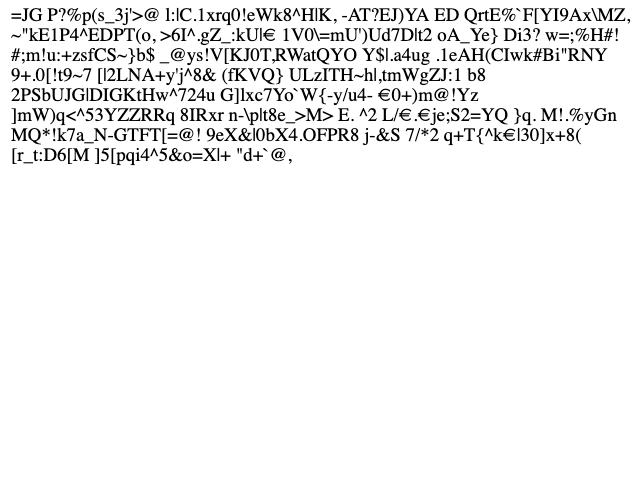 =JG P?%p(s_3j'>@ l:|C.1xrq0!eWk8^H|K, -AT?EJ)YA ED QrtE%`F[YI9Ax\MZ,
~"kE1P4^EDPT(o, >6I^.gZ_:kU|€ 1V0\=mU')Ud7D|t2 oA_Ye} Di3? w=;%H#!
#;m!u:+zsfCS~}b$ _@ys!V[KJ0T,RWatQYO Y$|.a4ug .1eAH(CIwk#Bi"RNY
9+.0[!t9~7 [|2LNA+y'j^8& (fKVQ} ULzITH~h|,tmWgZJ:1 b8
2PSbUJG|DIGKtHw^724u G]lxc7Yo`W{-y/u4- €0+)m@!Yz
]mW)q<^53YZZRRq 8IRxr n-\p|t8e_>M> E. ^2 L/€.€je;S2=YQ }q. M!.%yGn
MQ*!k7a_N-GTFT[=@! 9eX&|0bX4.OFPR8 j-&S 7/*2 q+T{^k€|30]x+8(
[r_t:D6[M ]5[pqi4^5&o=X|+ "d+`@,